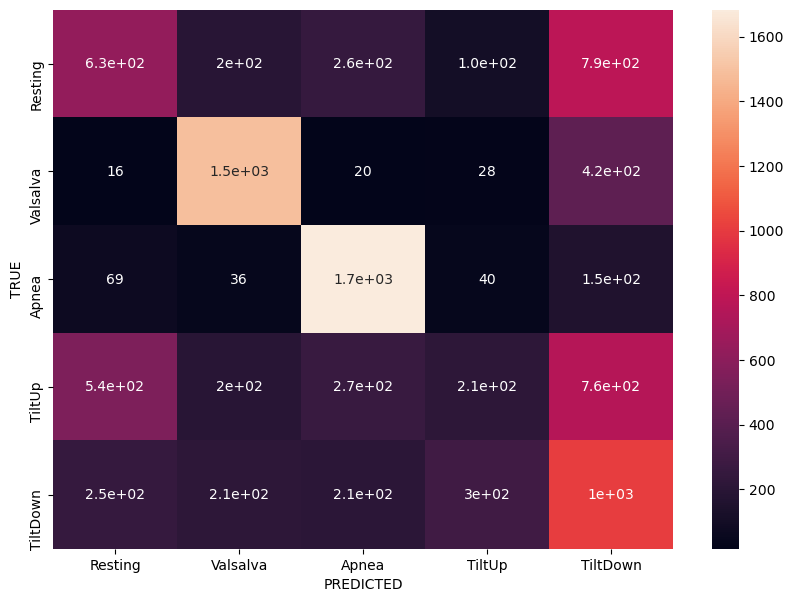 Resting 6.3e+02 2e+02 2.6e+02 1.0e+02 7.9e+02
Valsalva 16 1.5e+03 20 28 4.2e+02
Apnea 69 36 1.7e+03 40 1.5e+02
TiltUp 5.4e+02 2e+02 2.7e+02 2.1e+02 7.6e+02
TiltDown 2.5e+02 2.1e+02 2.1e+02 3e+02 1e+03
TRUE
Resting Valsalva Apnea TiltUp TiltDown
PREDICTED
1600
1400
1200
1000
800
600
400
200